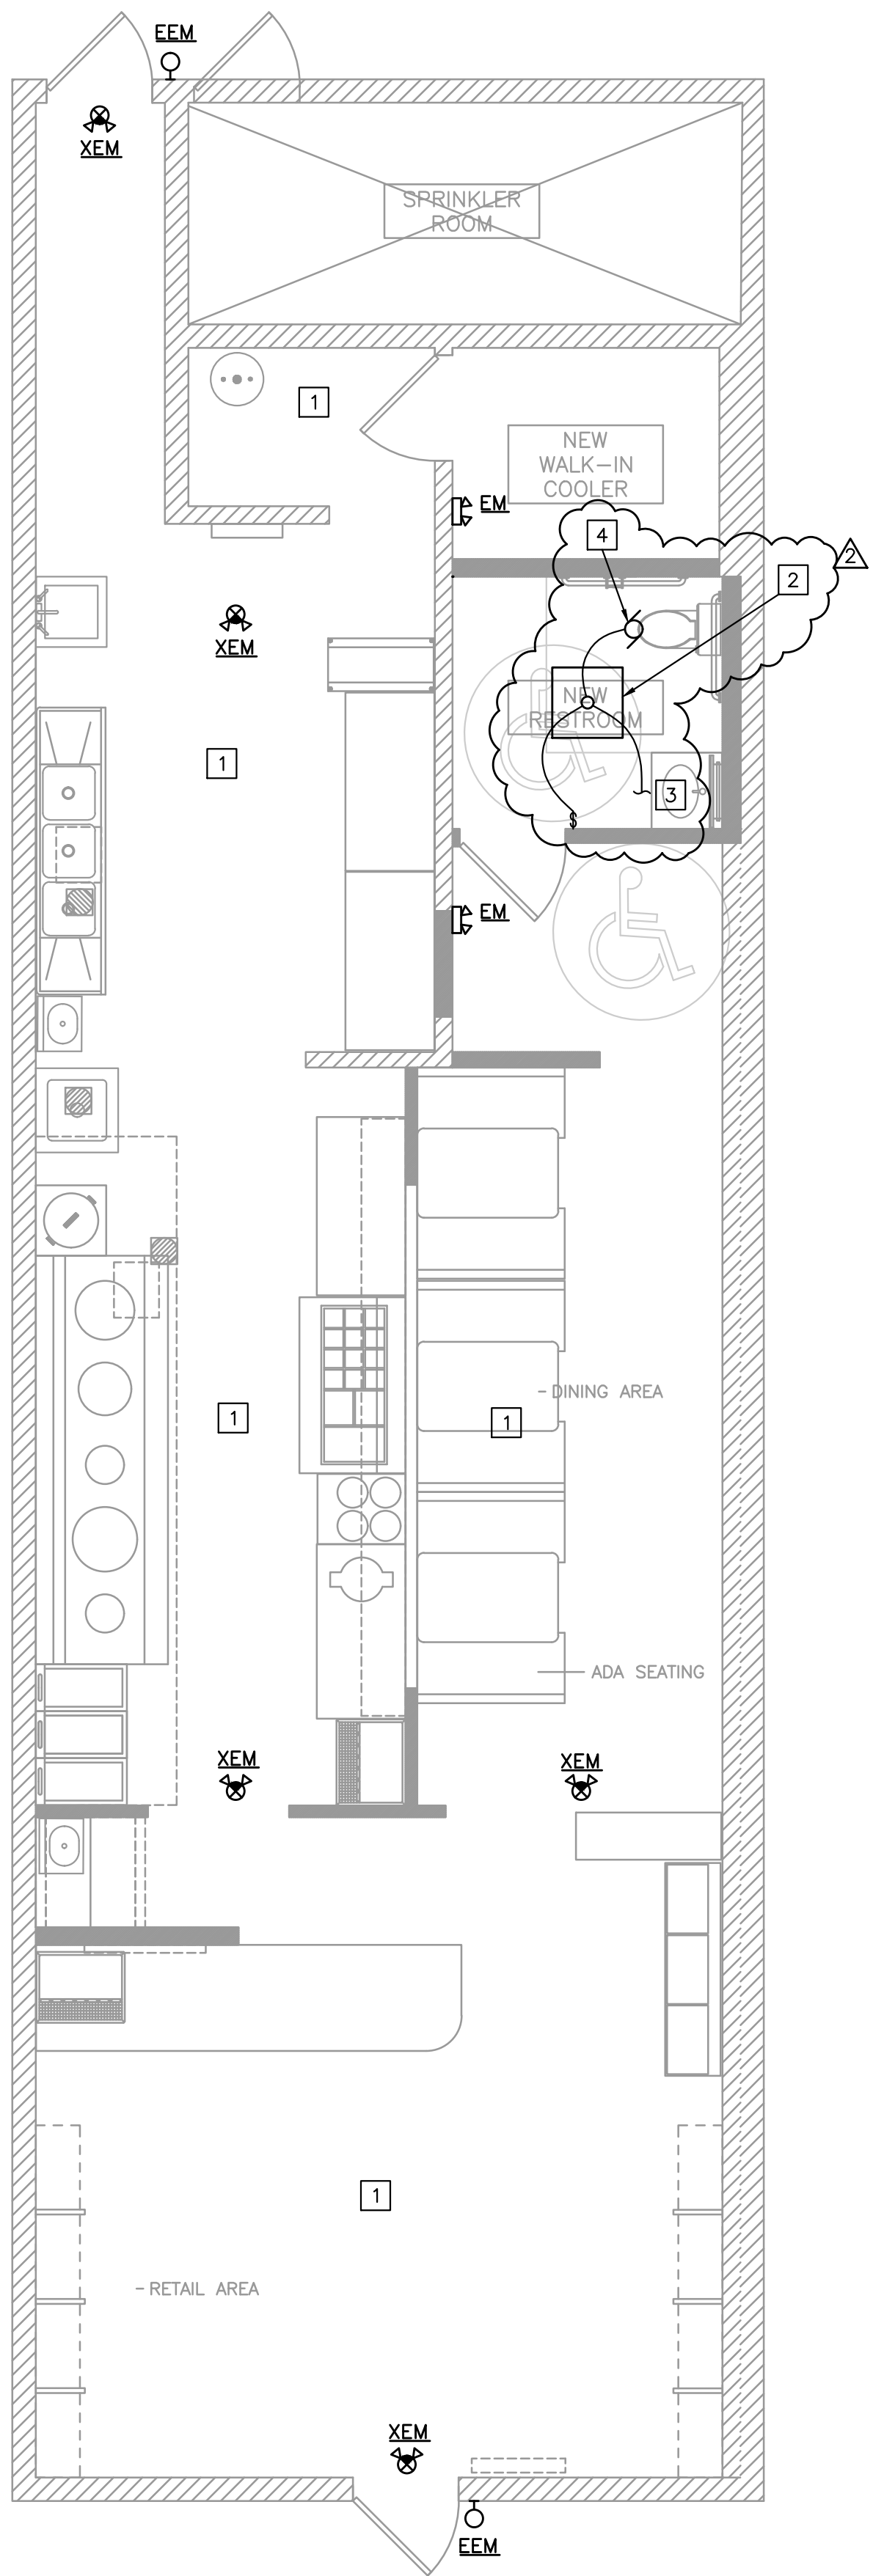 EEM
XEM
SPRINKLER
ROOM
1
NEW
WALK-IN
COOLER
EM
4
2
2
XEM
NEW
RESTROOM
1
3
$
EM
DINING AREA
1
1
ADA SEATING
XEM
XEM
1
RETAIL AREA
XEM
EEM